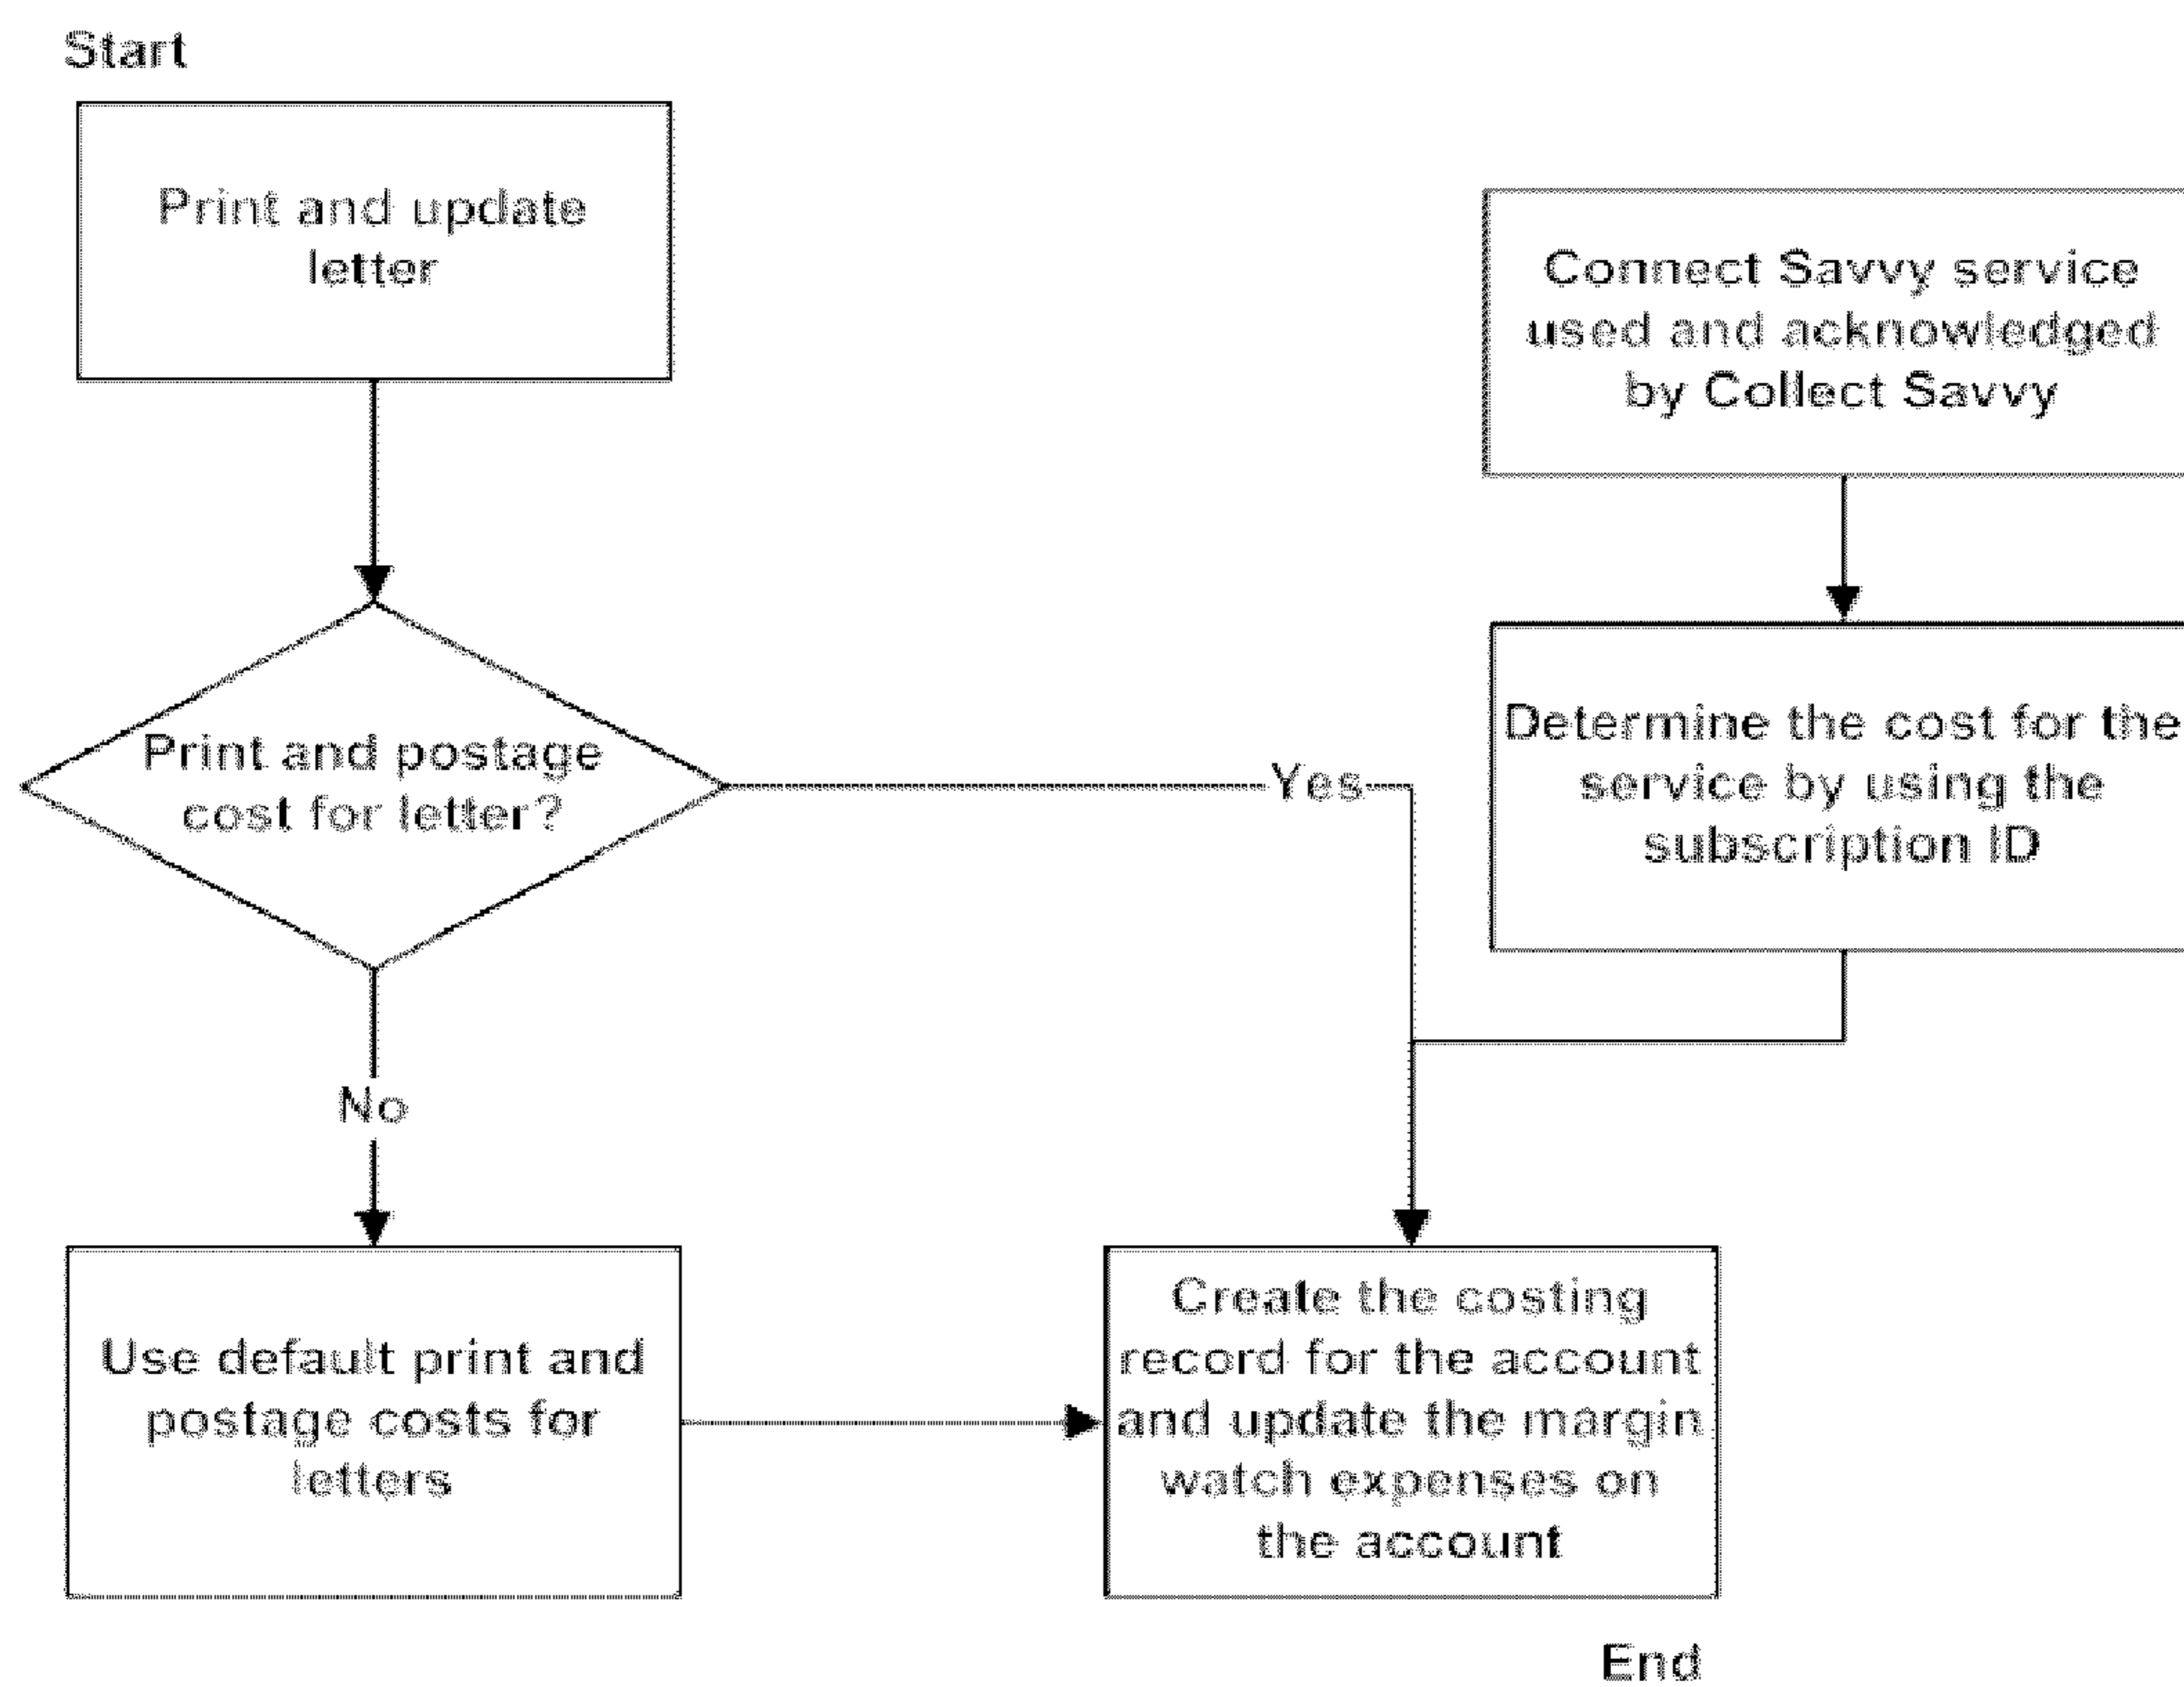 Start
Print and update
letter
Connect Savvy service
used and acknowledged
by Collect Savvy
Print and postage
cost for letter?
Yes
Determine the cost for the
service by using the
subscription ID
No
Use default print and
postage costs for
letters
Create the costing
record for the account
and update the margin
watch expenses on
the account
End